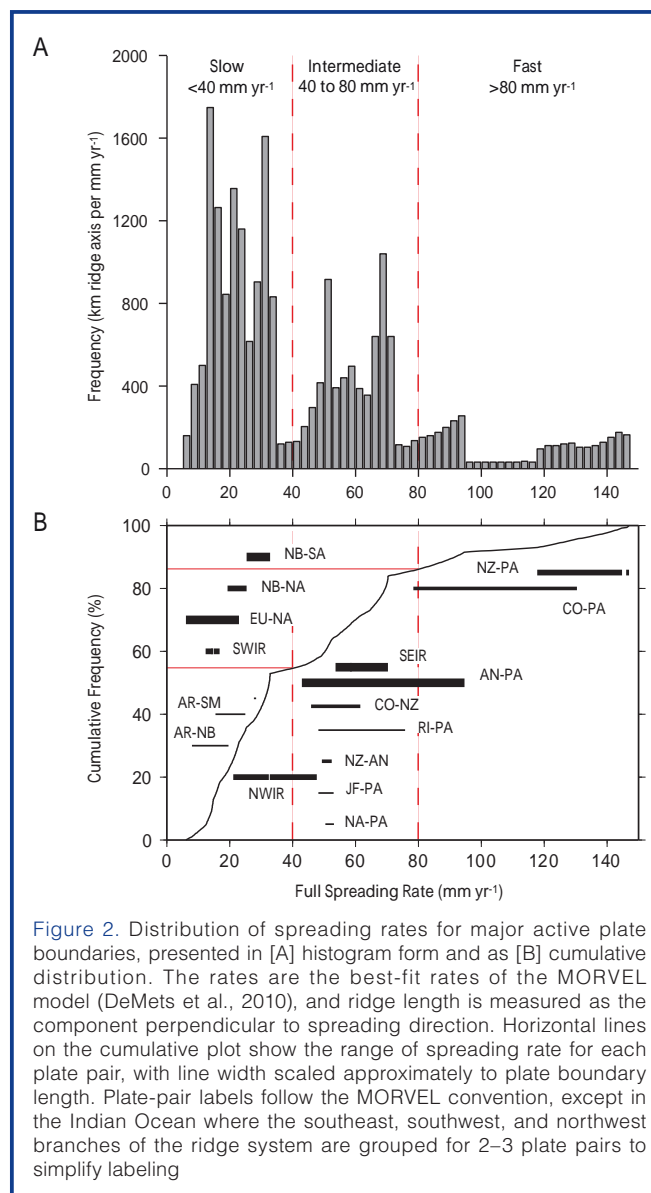 A
Slow
<40 mm yr-1
Intermediate
40 to 80 mm yr-1
Fast
>80 mm yr-1
Frequency (km ridge axis per mm yr-1)
2000
1600
1200
800
400
0
0 20 40 60 80 100 120 140
B
Cumulative Frequency (%)
100
80
60
40
20
0
NB-SA
NB-NA
EU-NA
SWIR
AR-SM
AR-NB
NWIR
NZ-PA
CO-PA
SEIR
AN-PA
CO-NZ
RI-PA
NZ-AN
JF-PA
NA-PA
0 20 40 60 80 100 120 140
Full Spreading Rate (mm yr-1)
Figure 2. Distribution of spreading rates for major active plate
boundaries, presented in [A] histogram form and as [B] cumulative
distribution. The rates are the best-fit rates of the MORVEL
model (DeMets et al., 2010), and ridge length is measured as the
component perpendicular to spreading direction. Horizontal lines
on the cumulative plot show the range of spreading rate for each
plate pair, with line width scaled approximately to plate boundary
length. Plate-pair labels follow the MORVEL convention, except in
the Indian Ocean where the southeast, southwest, and northwest
branches of the ridge system are grouped for 2–3 plate pairs to
simplify labeling